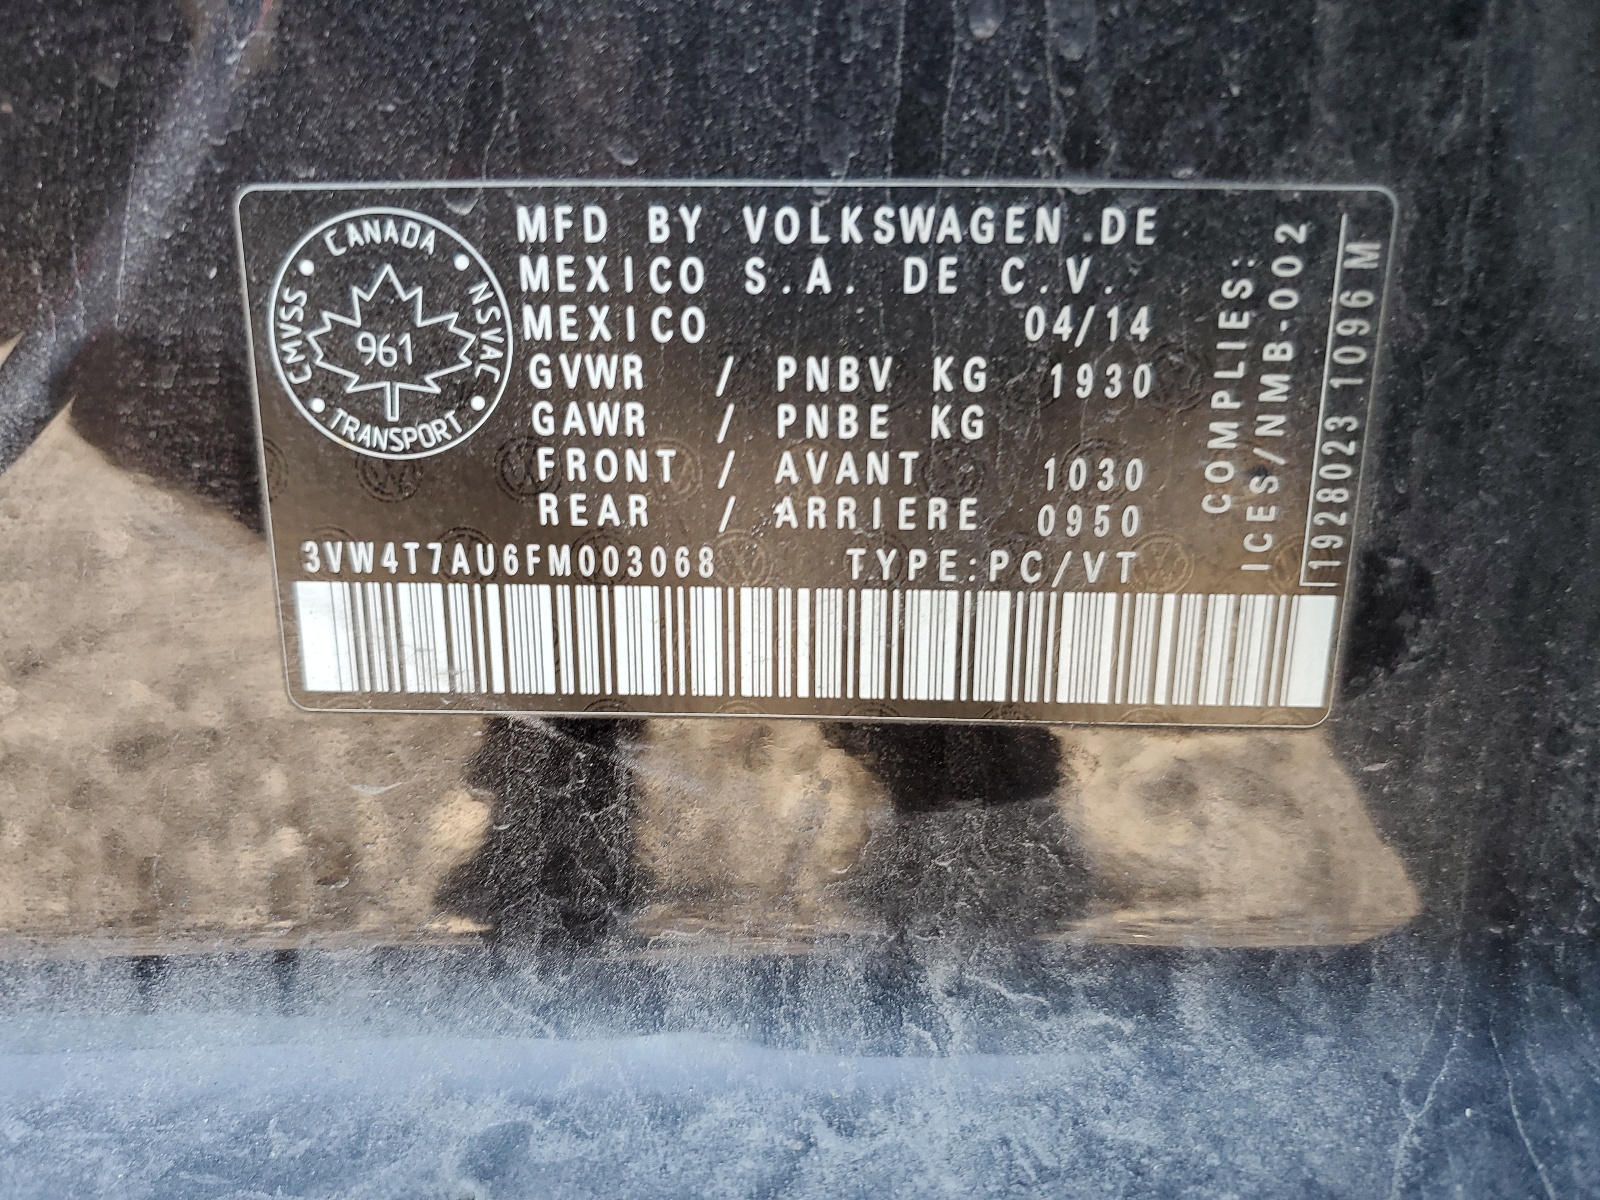 CANADA
CMVSS
NSVAC
961
TRANSPORT
MFD BY VOLKSWAGEN DE
MEXICO S.A. DE C.V.
MEXICO 04/14
GVWR / PNBV KG 1930
GAWR / PNBE KG
FRONT / AVANT 1030
REAR / ARRIERE 0950
3VW4T7AU6FM003068 TYPE:PC/VT
COMPLIES:
ICES/NMB-002
1928023 1096 M